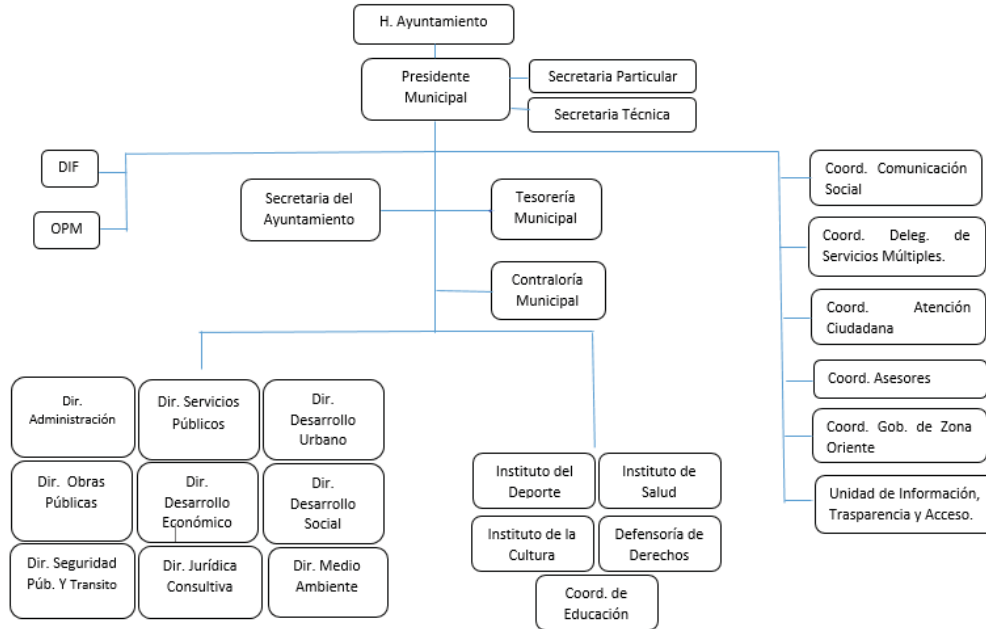 H. Ayuntamiento
Presidente
Municipal
Secretaria Particular
Secretaria Técnica
DIF
OPM
Secretaria del
Ayuntamiento
Tesorería
Municipal
Contraloría
Municipal
Coord. Comunicación
Social
Coord. Deleg. de
Servicios Múltiples.
Coord. Atención
Ciudadana
Coord. Asesores
Coord. Gob. de Zona
Oriente
Unidad de Información,
Trasparencia y Acceso.
Dir.
Administración
Dir. Servicios
Públicos
Dir.
Desarrollo
Urbano
Dir. Obras
Públicas
Dir.
Desarrollo
Económico
Dir.
Desarrollo
Social
Dir. Seguridad
Púb. Y Transito
Dir. Jurídica
Consultiva
Dir. Medio
Ambiente
Instituto del
Deporte
Instituto de
Salud
Instituto de la
Cultura
Defensoría de
Derechos
Coord. de
Educación